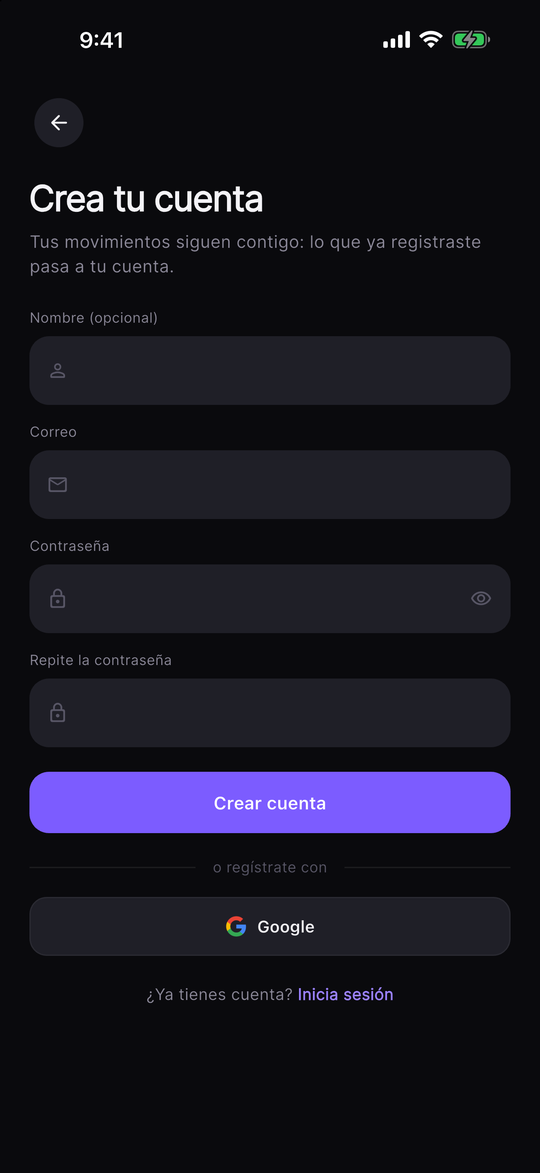 9:41
Crea tu cuenta
Tus movimientos siguen contigo: lo que ya registraste
pasa a tu cuenta.
Nombre (opcional)
Correo
Contraseña
Repite la contraseña
Crear cuenta
o regístrate con
Google
¿Ya tienes cuenta? Inicia sesión